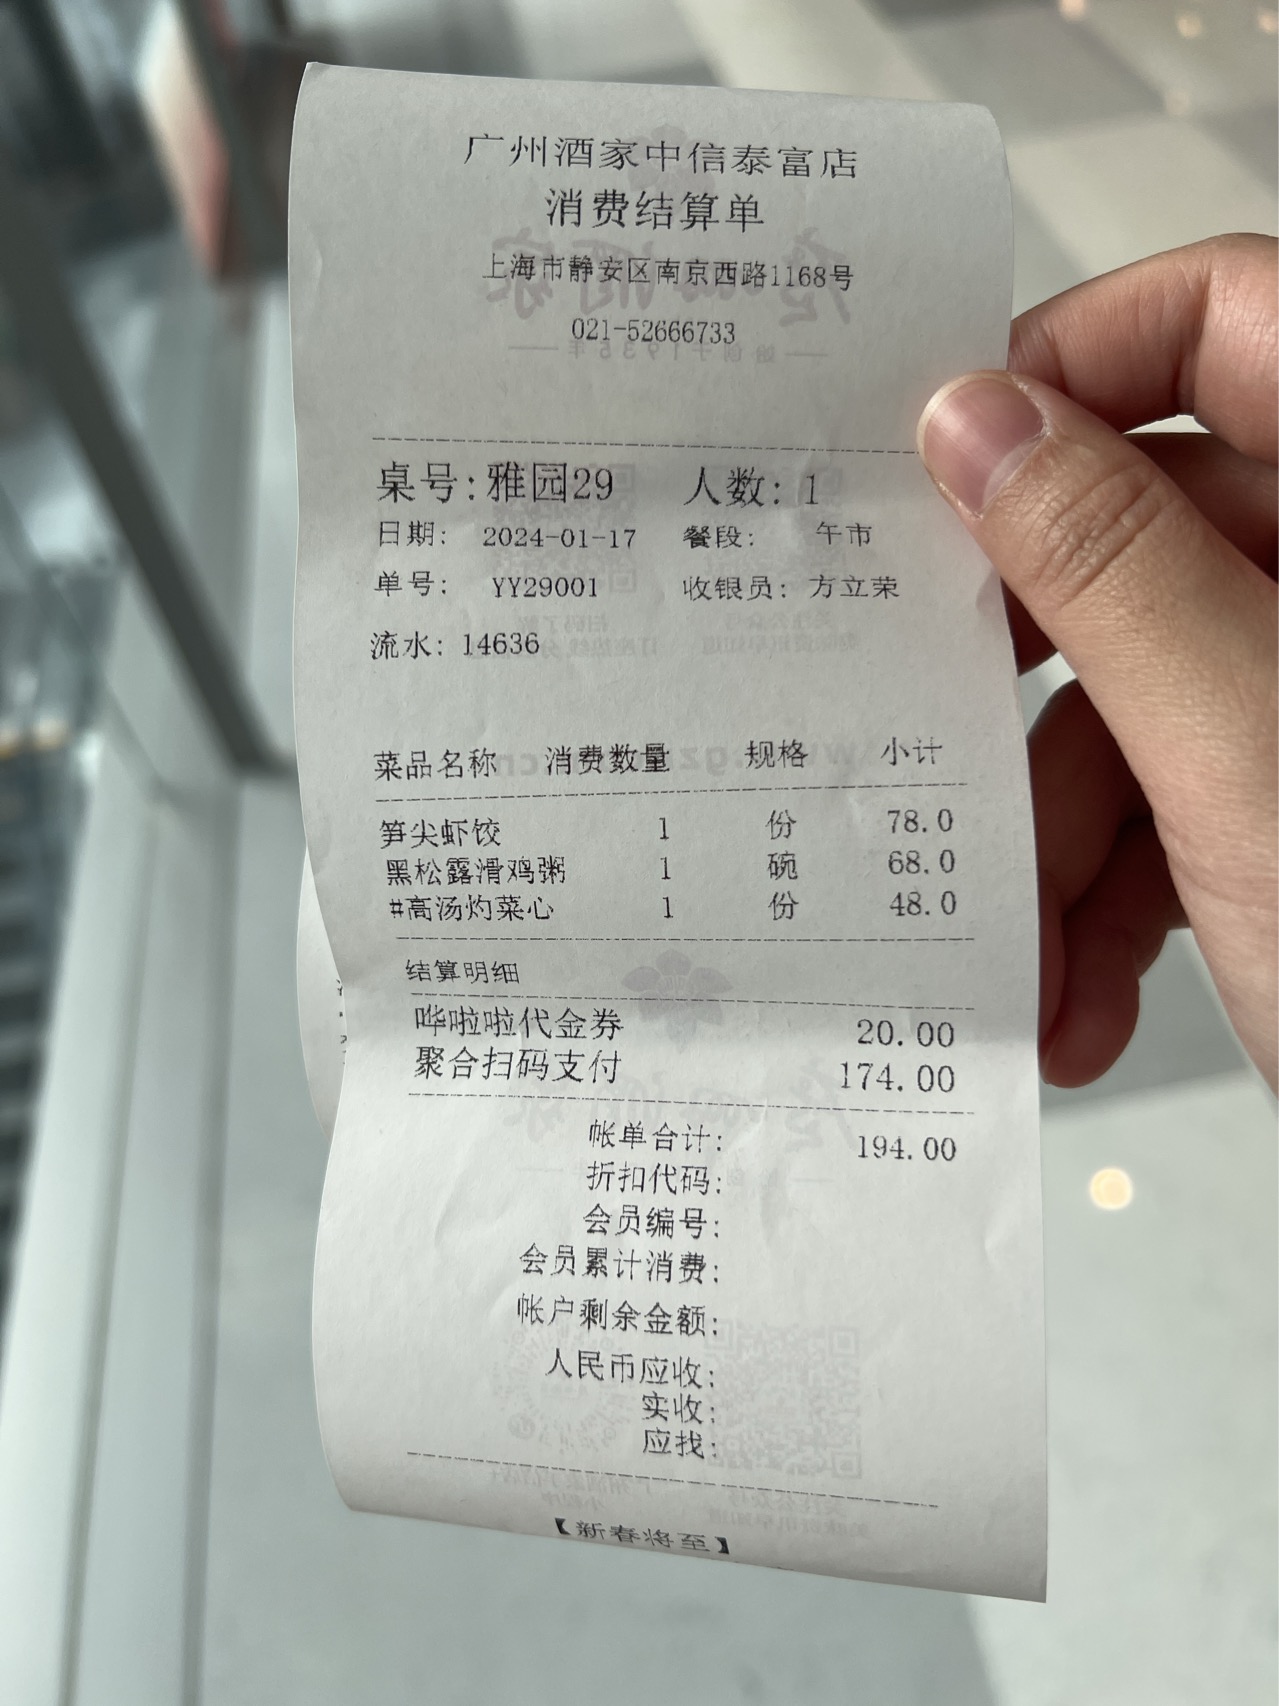 广州酒家中信泰富店
消费结算单
上海市静安区南京西路1168号
021-52666733
桌号:雅园29 人数: 1
日期: 2024-01-17 餐段: 午市
单号: YY29001 收银员: 方立荣
流水: 14636
菜品名称 消费数量 规格 小计
笋尖虾饺 1 份 78.0
黑松露滑鸡粥 1 碗 68.0
#高汤灼菜心 1 份 48.0
结算明细
哗啦啦代金券 20.00
聚合扫码支付 174.00
帐单合计: 194.00
折扣代码:
会员编号:
会员累计消费:
帐户剩余金额:
人民币应收:
实收:
应找:
【新春将至】